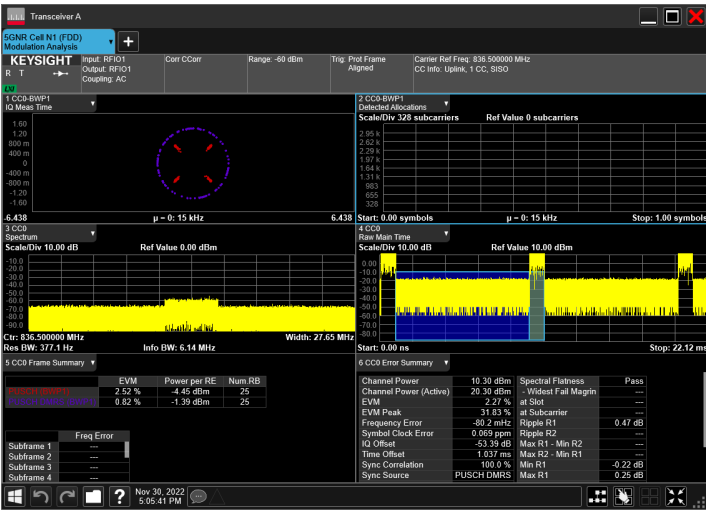 Transceiver A
5GNR Cell N1 (FDD)
Modulation Analysis
+
KEYSIGHT
R T
LXI
Input: RFIO1
Output: RFIO1
Coupling: AC
Corr CCorr
Range: -60 dBm
Trig: Prot Frame
Aligned
Carrier Ref Freq: 836.500000 MHz
CC Info: Uplink, 1 CC, SISO
1 CC0-BWP1
IQ Meas Time
1.60
1.20
800 m
400 m
0
-400 m
-800 m
-1.20
-1.60
-6.438
μ = 0: 15 kHz
6.438
2 CC0-BWP1
Detected Allocations
Scale/Div 328 subcarriers
Ref Value 0 subcarriers
2.95 k
2.62 k
2.29 k
1.97 k
1.64 k
1.31 k
983
655
328
Start: 0.00 symbols
μ = 0: 15 kHz
Stop: 1.00 symbols
3 CC0
Spectrum
Scale/Div 10.00 dB
Ref Value 0.00 dBm
-10.0
-20.0
-30.0
-40.0
-50.0
-60.0
-70.0
-80.0
-90.0
Ctr: 836.500000 MHz
Width: 27.65 MHz
Res BW: 377.1 Hz
Info BW: 6.14 MHz
4 CC0
Raw Main Time
Scale/Div 10.00 dB
Ref Value 10.00 dBm
0.00
-10.0
-20.0
-30.0
-40.0
-50.0
-60.0
-70.0
-80.0
Start: 0.00 ns
Stop: 22.12 ms
5 CC0 Frame Summary
EVM Power per RE Num.RB
2.52 % -4.45 dBm 25
0.82 % -1.39 dBm 25
Freq Error
Subframe 1 ---
Subframe 2 ---
Subframe 3 ---
Subframe 4 ---
6 CC0 Error Summary
Channel Power 10.30 dBm Spectral Flatness Pass
Channel Power (Active) 20.30 dBm - Widest Fail Magrin ---
EVM 2.27 % at Slot ---
EVM Peak 31.83 % at Subcarrier ---
Frequency Error -80.2 mHz Ripple R1 0.47 dB
Symbol Clock Error 0.069 ppm Ripple R2 ---
IQ Offset -53.39 dB Max R1 - Min R2 ---
Time Offset 1.037 ms Max R2 - Min R1 ---
Sync Correlation 100.0 % Min R1 -0.22 dB
Sync Source PUSCH DMRS Max R1 0.25 dB
?
Nov 30, 2022
5:05:41 PM